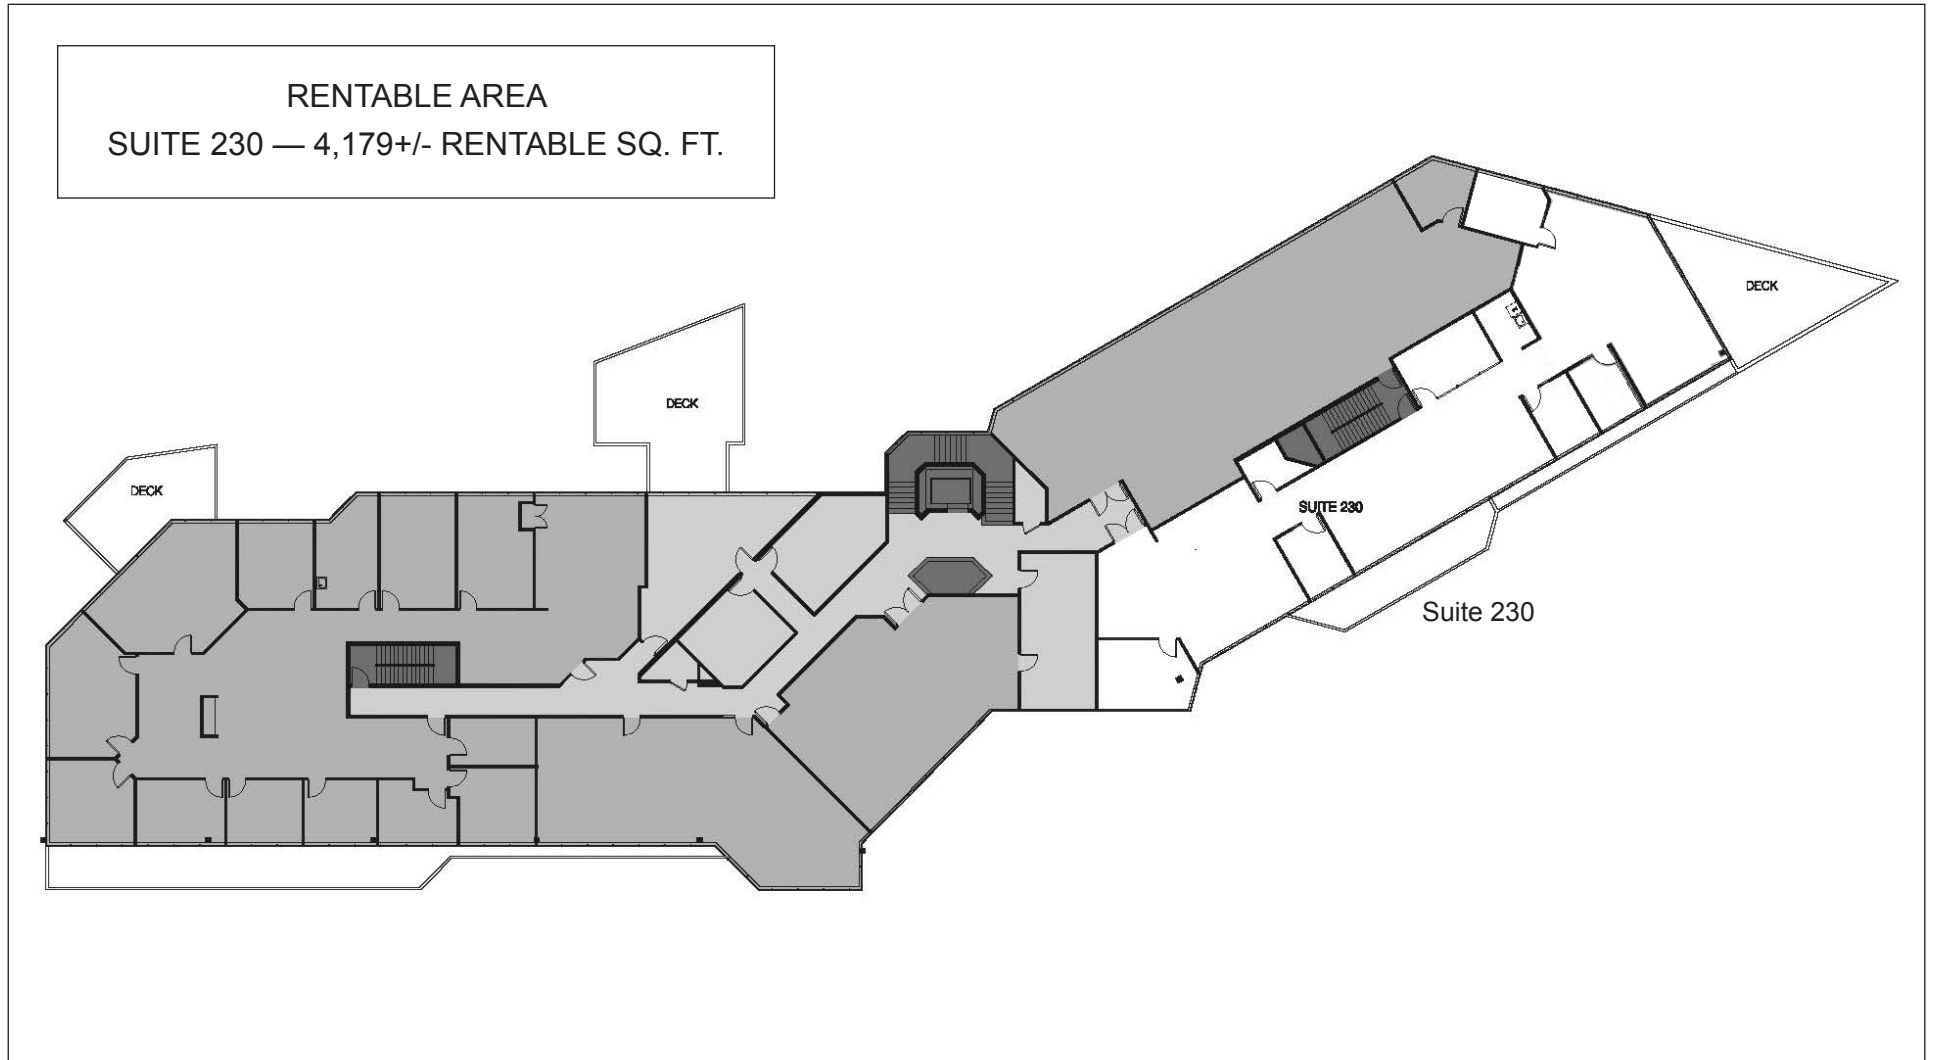 RENTABLE AREA
SUITE 230 — 4,179+/- RENTABLE SQ. FT.
DECK
DECK
DECK
SUITE 230
Suite 230